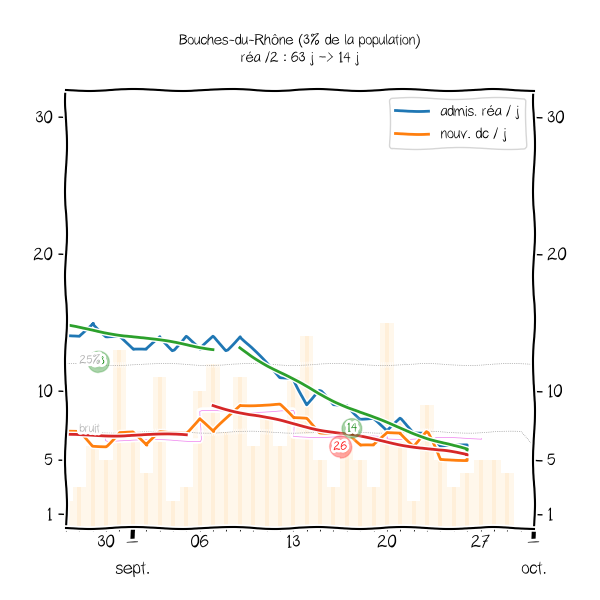 Bouches-du-Rhône (3% de la population)
réa /2 : 63 j -> 14 j
admis. réa / j
nouv. dc / j
30
30
20
20
25%
10
10
bruit
14
26
5
5
1
1
30
06
13
20
27
sept.
oct.